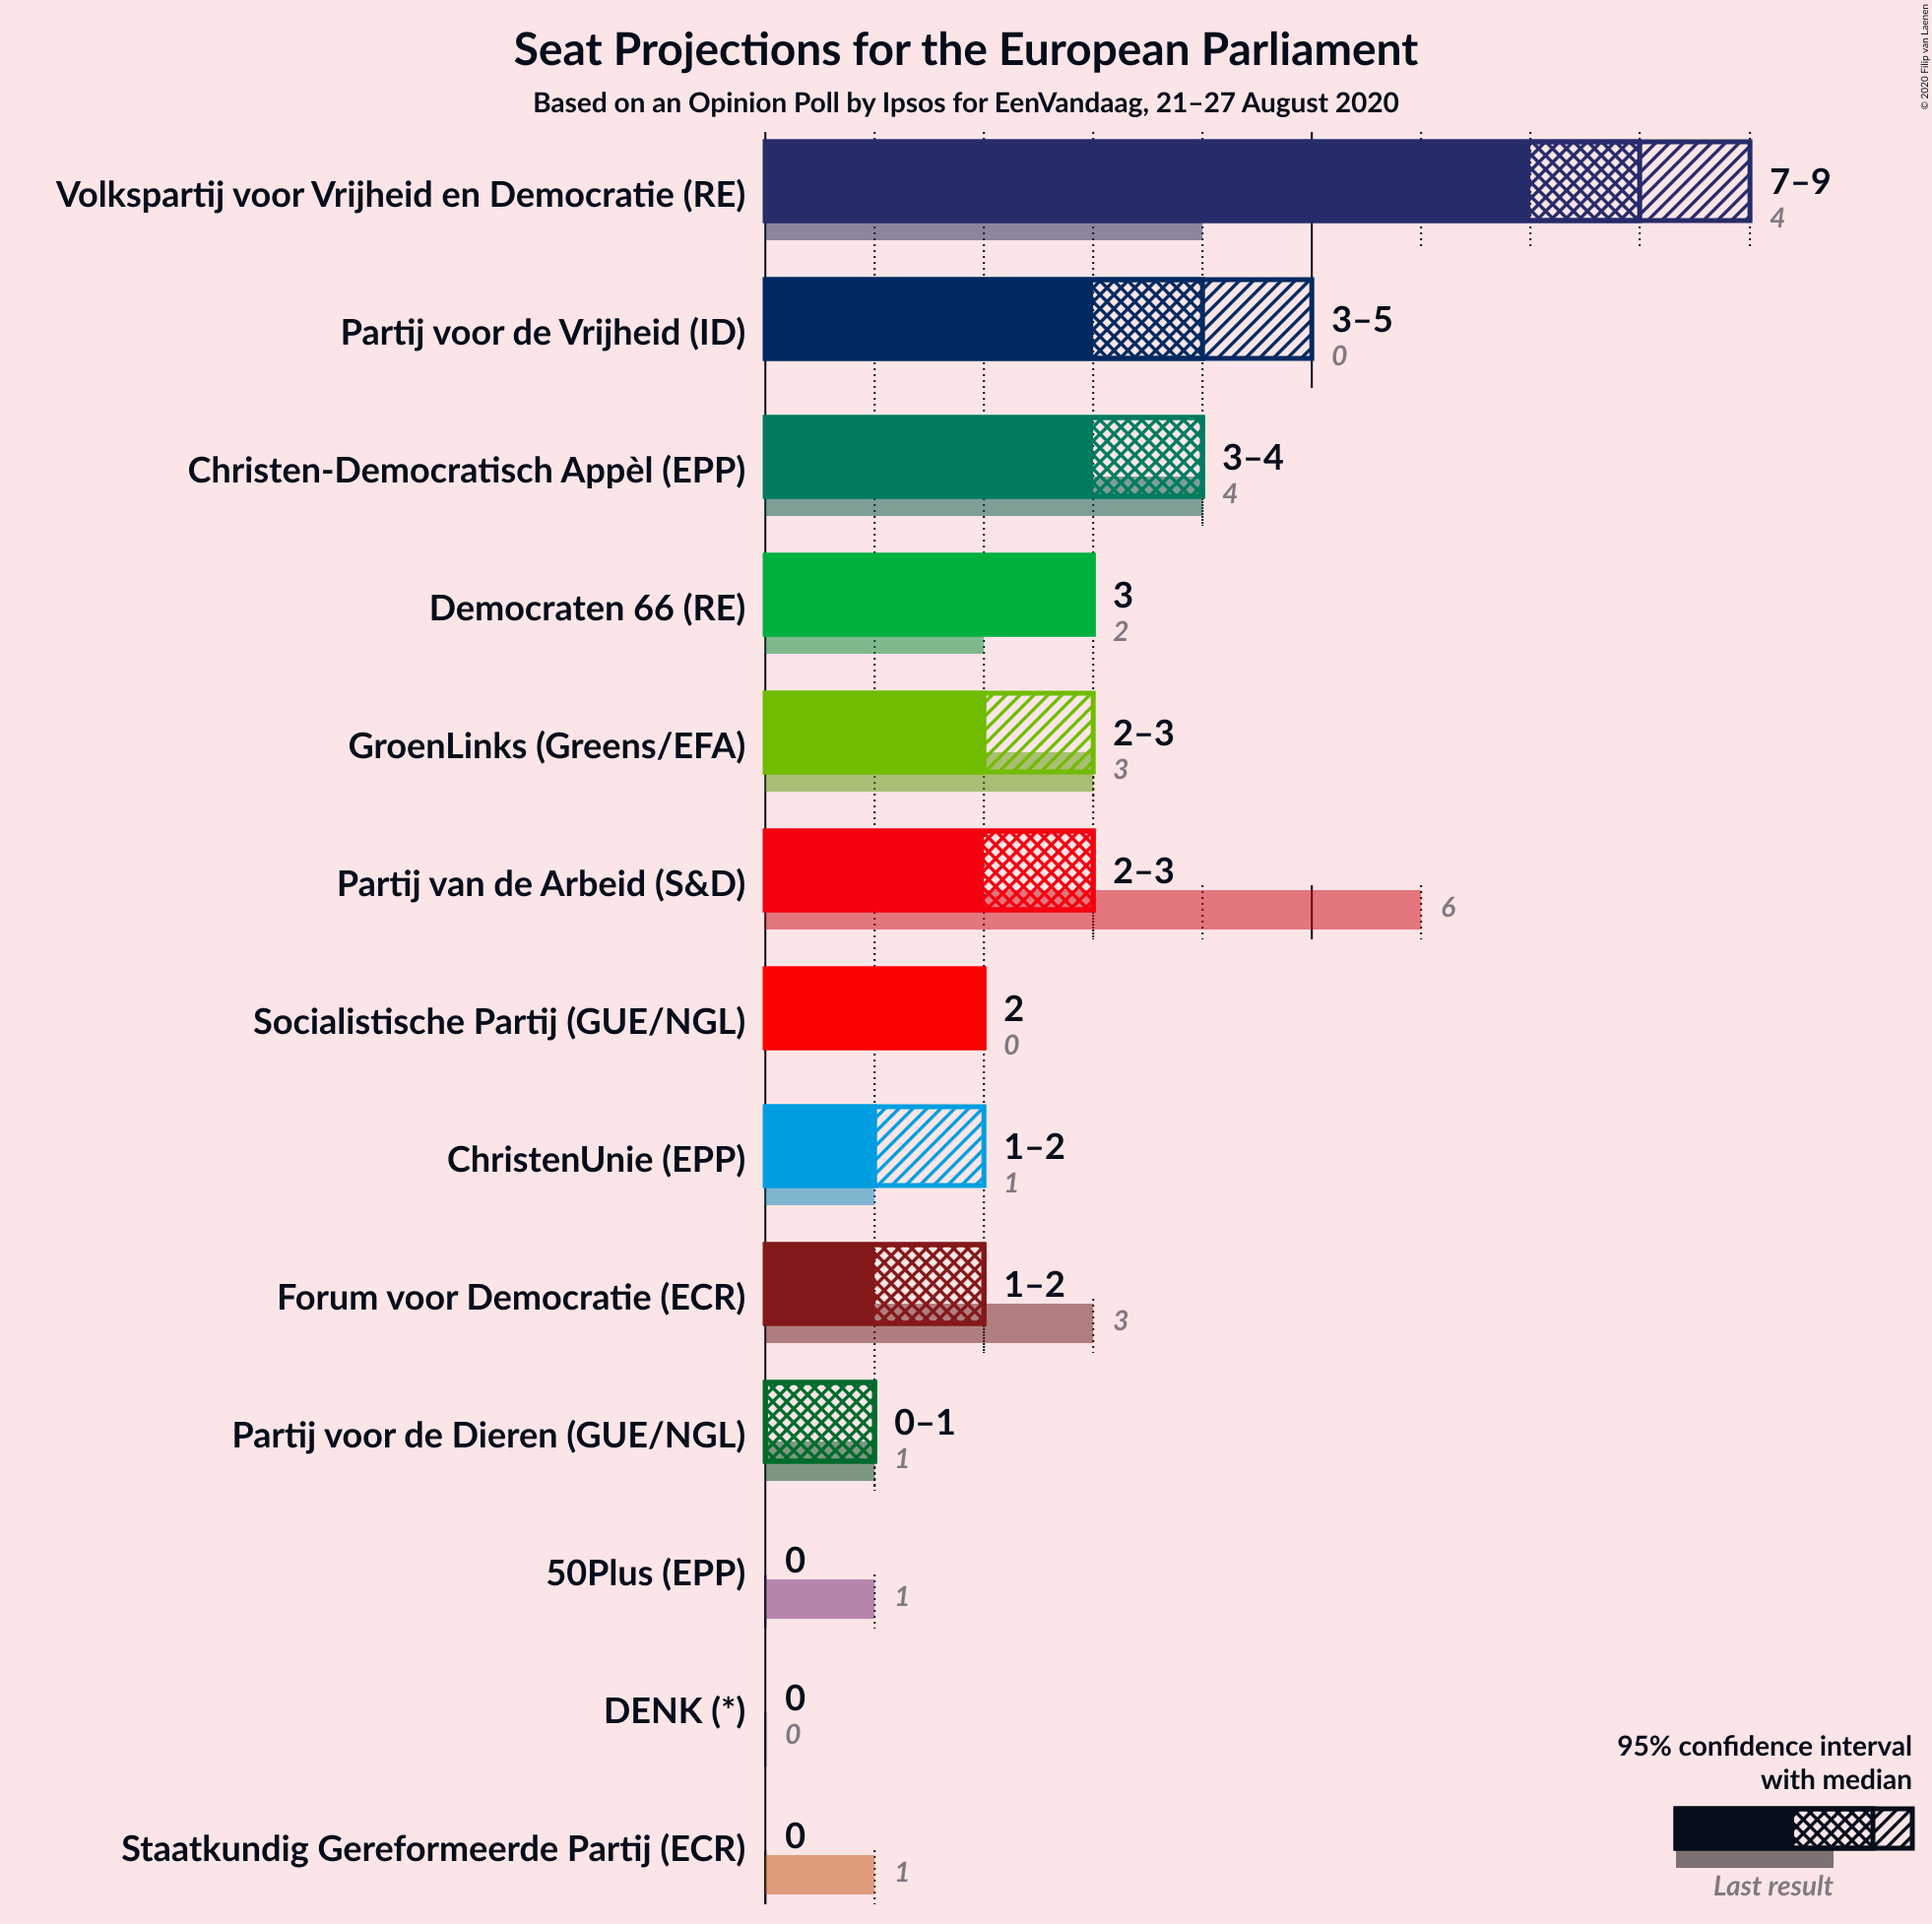 Seat Projections for the European Parliament
Based on an Opinion Poll by Ipsos for EenVandaag, 21–27 August 2020
© 2020 Filip van Laenen
Volkspartij voor Vrijheid en Democratie (RE)
7–9
4
Partij voor de Vrijheid (ID)
3–5
0
Christen-Democratisch Appèl (EPP)
3–4
4
Democraten 66 (RE)
3
2
GroenLinks (Greens/EFA)
2–3
3
Partij van de Arbeid (S&D)
2–3
6
Socialistische Partij (GUE/NGL)
2
0
ChristenUnie (EPP)
1–2
1
Forum voor Democratie (ECR)
1–2
3
Partij voor de Dieren (GUE/NGL)
0–1
1
50Plus (EPP)
0
1
DENK (*)
0
0
Staatkundig Gereformeerde Partij (ECR)
0
1
95% confidence interval
with median
Last result